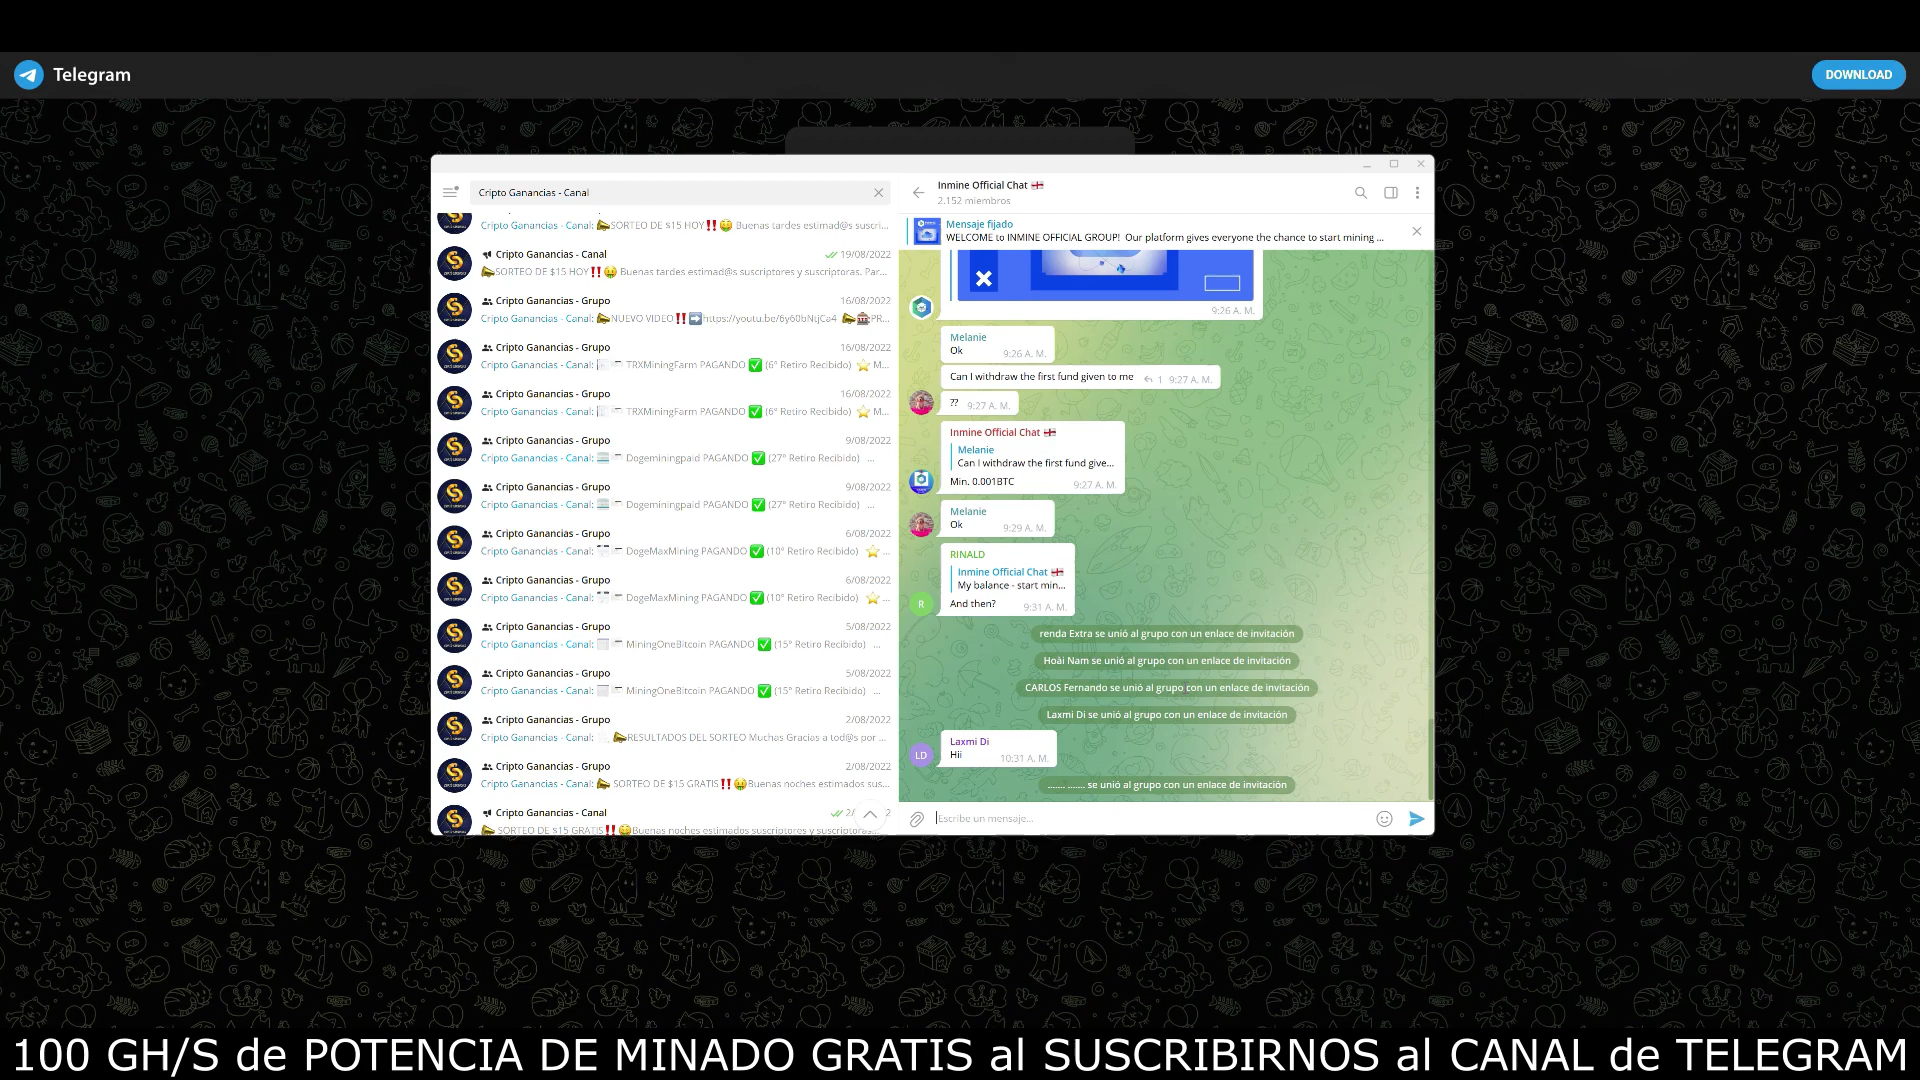 Telegram
DOWNLOAD
Cripto Ganancias - Canal
Cripto Ganancias - Canal: SORTEO DE $15 HOY‼️🤑 Buenas tardes estimad@s suscri...
Cripto Ganancias - Canal 19/08/2022
SORTEO DE $15 HOY‼️🤑 Buenas tardes estimad@s suscriptores y suscriptoras. Par...
Cripto Ganancias - Grupo 16/08/2022
Cripto Ganancias - Canal: NUEVO VIDEO‼️➡️https://youtu.be/6y60bNtjCa4 PR...
Cripto Ganancias - Grupo 16/08/2022
Cripto Ganancias - Canal: TRXMiningFarm PAGANDO ✅ (6° Retiro Recibido) ⭐ M...
Cripto Ganancias - Grupo 16/08/2022
Cripto Ganancias - Canal: TRXMiningFarm PAGANDO ✅ (6° Retiro Recibido) ⭐ M...
Cripto Ganancias - Grupo 9/08/2022
Cripto Ganancias - Canal: Dogeminingpaid PAGANDO ✅ (27° Retiro Recibido) ...
Cripto Ganancias - Grupo 9/08/2022
Cripto Ganancias - Canal: Dogeminingpaid PAGANDO ✅ (27° Retiro Recibido) ...
Cripto Ganancias - Grupo 6/08/2022
Cripto Ganancias - Canal: DogeMaxMining PAGANDO ✅ (10° Retiro Recibido) ⭐ ...
Cripto Ganancias - Grupo 6/08/2022
Cripto Ganancias - Canal: DogeMaxMining PAGANDO ✅ (10° Retiro Recibido) ⭐ ...
Cripto Ganancias - Grupo 5/08/2022
Cripto Ganancias - Canal: MiningOneBitcoin PAGANDO ✅ (15° Retiro Recibido) ...
Cripto Ganancias - Grupo 5/08/2022
Cripto Ganancias - Canal: MiningOneBitcoin PAGANDO ✅ (15° Retiro Recibido) ...
Cripto Ganancias - Grupo 2/08/2022
Cripto Ganancias - Canal: RESULTADOS DEL SORTEO Muchas Gracias a tod@s por ...
Cripto Ganancias - Grupo 2/08/2022
Cripto Ganancias - Canal: SORTEO DE $15 GRATIS‼️🤑Buenas noches estimados sus...
Cripto Ganancias - Canal
SORTEO DE $15 GRATIS‼️🤑Buenas noches estimados suscriptores y suscriptoras...
Inmine Official Chat
2.152 miembros
Mensaje fijado
WELCOME to INMINE OFFICIAL GROUP! Our platform gives everyone the chance to start mining ...
9:26 A. M.
Melanie
Ok 9:26 A. M.
Can I withdraw the first fund given to me 1 9:27 A. M.
?? 9:27 A. M.
Inmine Official Chat
Melanie
Can I withdraw the first fund give...
Min. 0.001BTC 9:27 A. M.
Melanie
Ok 9:29 A. M.
RINALD
Inmine Official Chat
My balance - start min...
R
And then? 9:31 A. M.
renda Extra se unió al grupo con un enlace de invitación
Hoài Nam se unió al grupo con un enlace de invitación
CARLOS Fernando se unió al grupo con un enlace de invitación
Laxmi Di se unió al grupo con un enlace de invitación
Laxmi Di
LD
Hii 10:31 A. M.
....... ....... se unió al grupo con un enlace de invitación
Escribe un mensaje...
100 GH/S de POTENCIA DE MINADO GRATIS al SUSCRIBIRNOS al CANAL de TELEGRAM